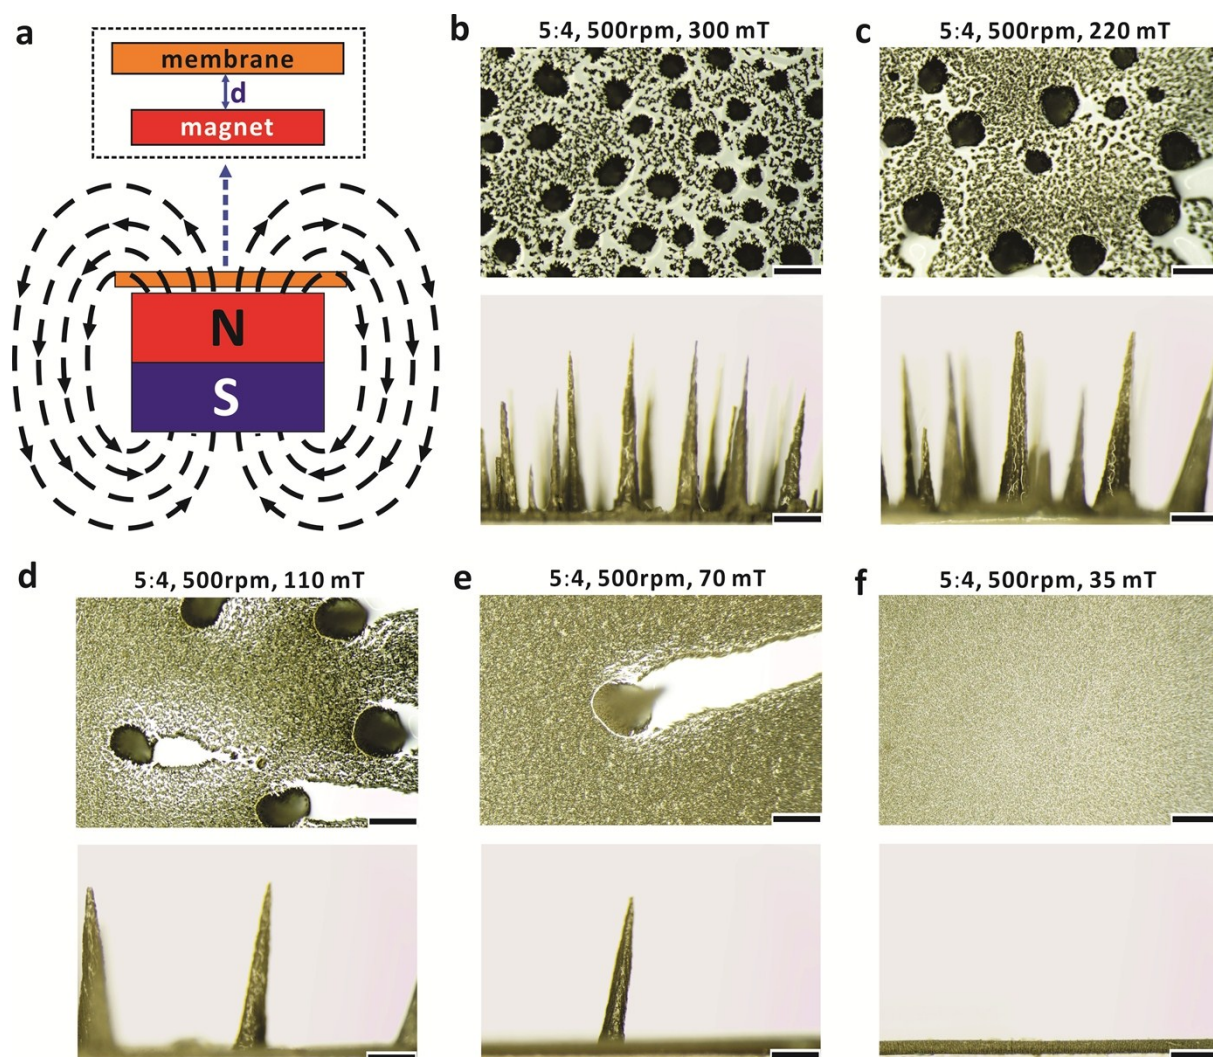 a
membrane
d
magnet
N
S
b
5:4, 500rpm, 300 mT
c
5:4, 500rpm, 220 mT
d
5:4, 500rpm, 110 mT
e
5:4, 500rpm, 70 mT
f
5:4, 500rpm, 35 mT